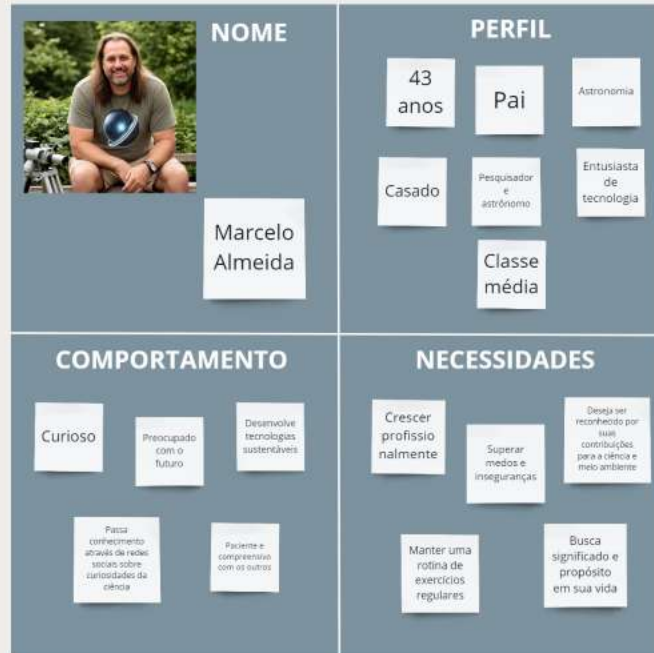 NOME
Marcelo
Almeida
PERFIL
43
anos
Pai
Astronomia
Casado
Pesquisador
e
astrônomo
Entusiasta
de
tecnologia
Classe
média
COMPORTAMENTO
Curioso
Preocupado
com o
futuro
Desenvolve
tecnologias
sustentáveis
Passa
conhecimento
através de redes
sociais sobre
curiosidades da
ciência
Paciente e
compreensivo
com os outros
NECESSIDADES
Crescer
profissio
nalmente
Superar
medos e
inseguranças
Deseja ser
reconhecido por
suas
contribuições
para a ciência e
meio ambiente
Manter uma
rotina de
exercícios
regulares
Busca
significado e
propósito
em sua vida